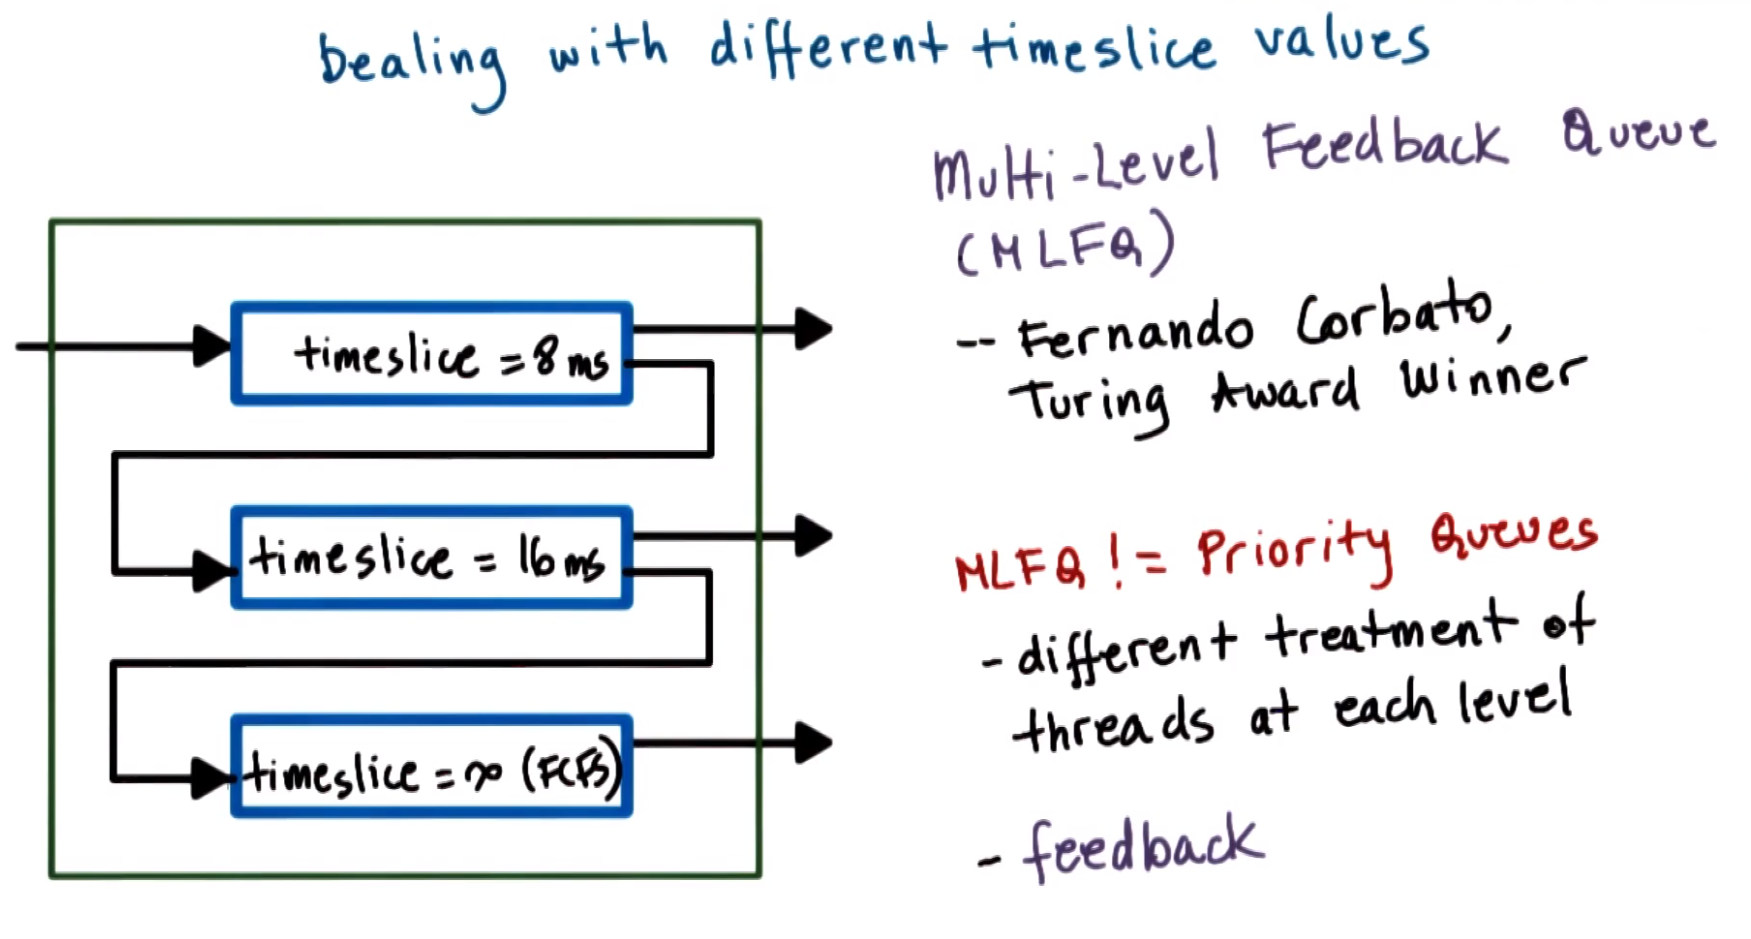 Dealing with different timeslice values
Multi-Level Feedback Queue
(MLFQ)
-- Fernando Corbato,
Turing Award Winner
timeslice = 8 ms
timeslice = 16 ms
timeslice = ∞ (FCFS)
MLFQ != Priority Queues
- different treatment of
threads at each level
- feedback